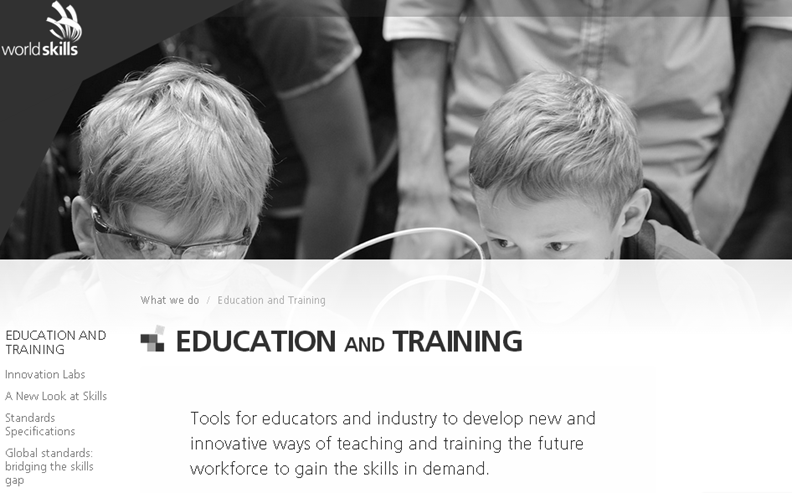 worldskills
What we do / Education and Training
EDUCATION AND
TRAINING
Innovation Labs
A New Look at Skills
Standards
Specifications
Global standards:
bridging the skills
gap
EDUCATION AND TRAINING
Tools for educators and industry to develop new and
innovative ways of teaching and training the future
workforce to gain the skills in demand.